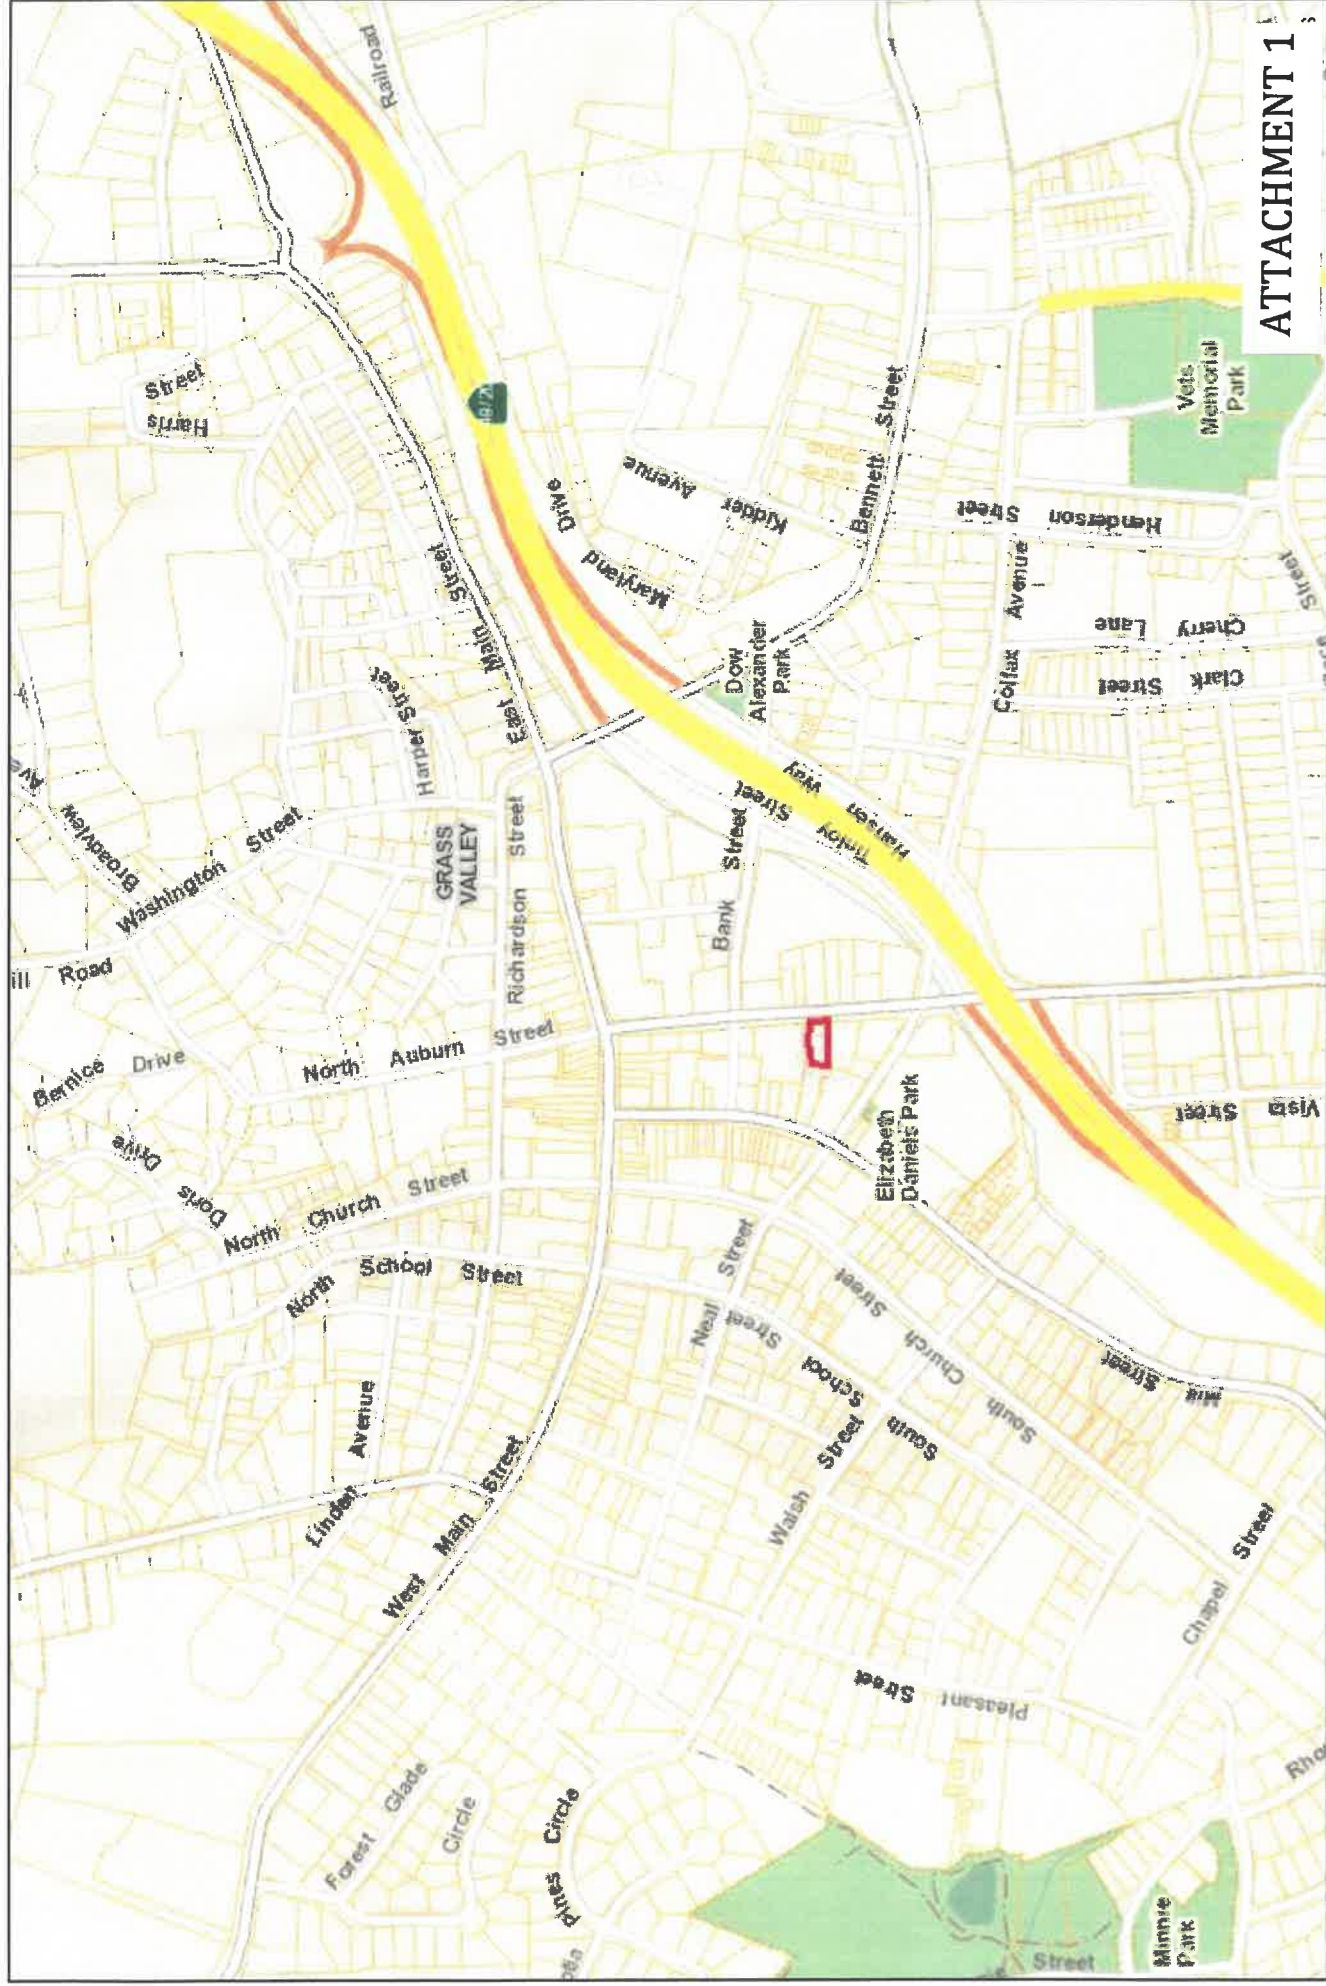 Railroad
Harris
Street
Bernice
Drive
Road
Broadview
Washington
Street
Doris
Drive
North
Auburn
Street
North
Church
Street
North
School
Street
Harper Street
GRASS
VALLEY
Richardson
Street
East
Main
Street
Linden
Avenue
West
Main
Street
Forest
Glade
Circle
Pines
Circle
Maryland
Drive
Kidder
Avenue
Bennett
Street
Dow
Alexander
Park
Hansen
Way
Tinloy
Street
Bank
Street
Colfax
Avenue
Henderson
Street
Cherry
Lane
Clark
Street
Street
Vets
Memorial
Park
Elizabeth
Daniels Park
Vista
Street
Neal
Street
South
School
Street
South
Church
Street
Mill
Street
Walsh
Street
Pleasant
Street
Chapel
Street
Minnie
Park
Street
ATTACHMENT 1